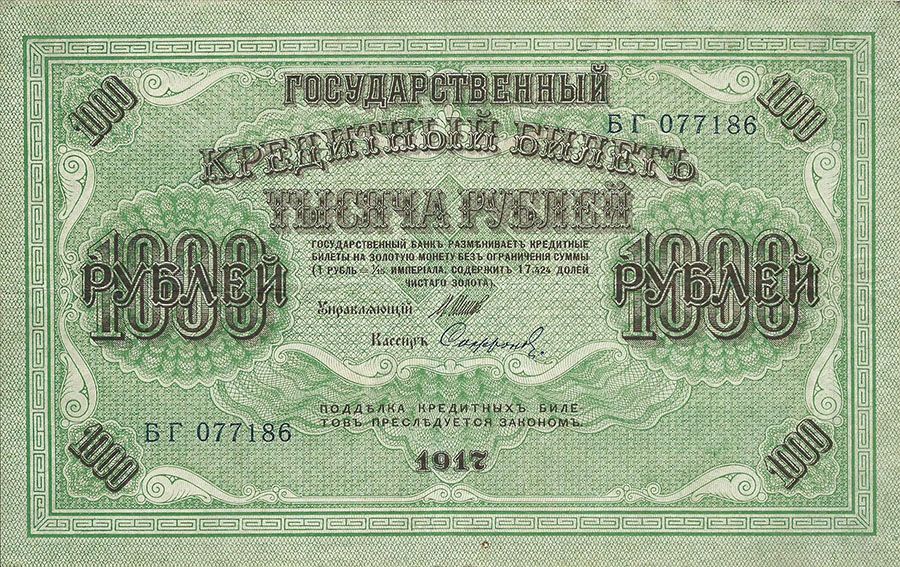 ГОСУДАРСТВЕННЫЙ
1000
1000
БГ 077186
КРЕДИТНЫЙ БИЛЕТЪ
ТЫСЯЧА РУБЛЕЙ
ГОСУДАРСТВЕННЫЙ БАНКЪ РАЗМѢНИВАЕТЪ КРЕДИТНЫЕ
БИЛЕТЫ НА ЗОЛОТУЮ МОНЕТУ БЕЗЪ ОГРАНИЧЕНІЯ СУММЫ
(1 РУБЛЬ = 1/15 ИМПЕРІАЛА, СОДЕРЖИТЪ 17,424 ДОЛЕЙ
ЧИСТАГО ЗОЛОТА).
1000 РУБЛЕЙ
1000 РУБЛЕЙ
Управляющій
Кассиръ Сафронов
ПОДДѢЛКА КРЕДИТНЫХЪ БИЛЕ-
ТОВЪ ПРЕСЛѢДУЕТСЯ ЗАКОНОМЪ.
БГ 077186
1917
1000
1000